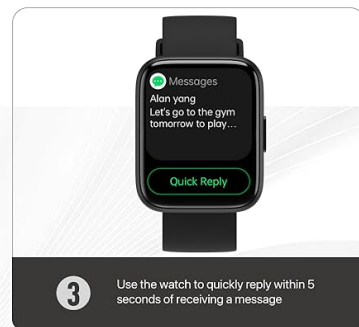 Messages
Alan yang
Let's go to the gym
tomorrow to play...
Quick Reply
3
Use the watch to quickly reply within 5
seconds of receiving a message